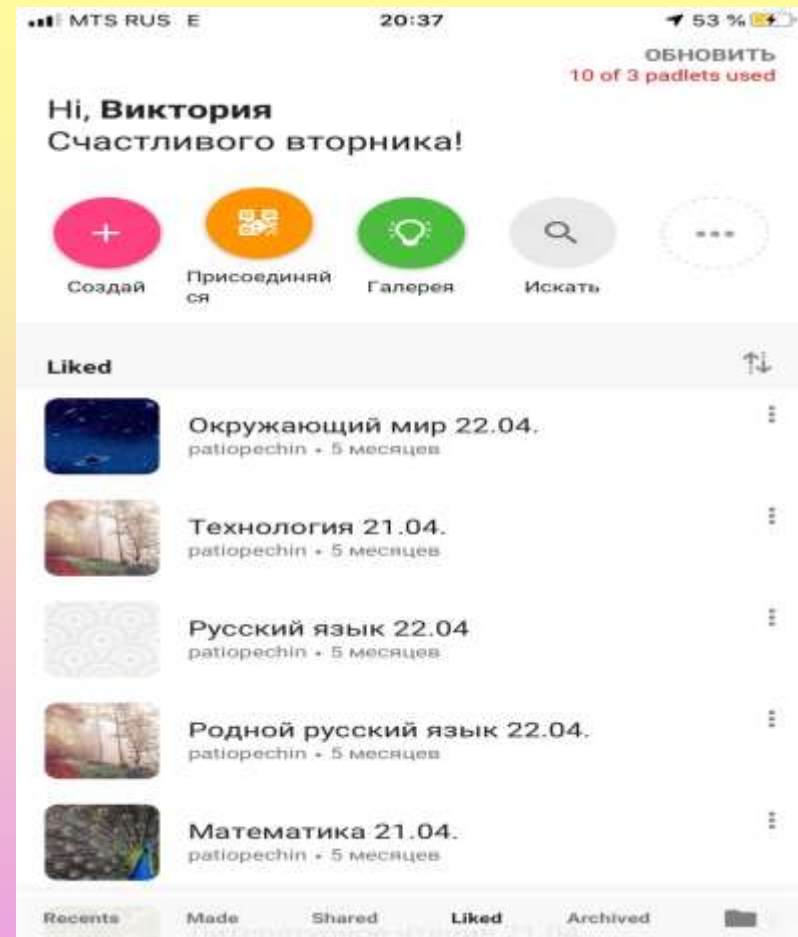 MTS RUS E 20:37 53 %
ОБНОВИТЬ
10 of 3 padlets used
Hi, Виктория
Счастливого вторника!
Создай
Присоединяй
ся
Галерея
Искать
Liked
Окружающий мир 22.04.
patiopechin • 5 месяцев
Технология 21.04.
patiopechin • 5 месяцев
Русский язык 22.04
patiopechin • 5 месяцев
Родной русский язык 22.04.
patiopechin • 5 месяцев
Математика 21.04.
patiopechin • 5 месяцев
Recents Made Shared Liked Archived